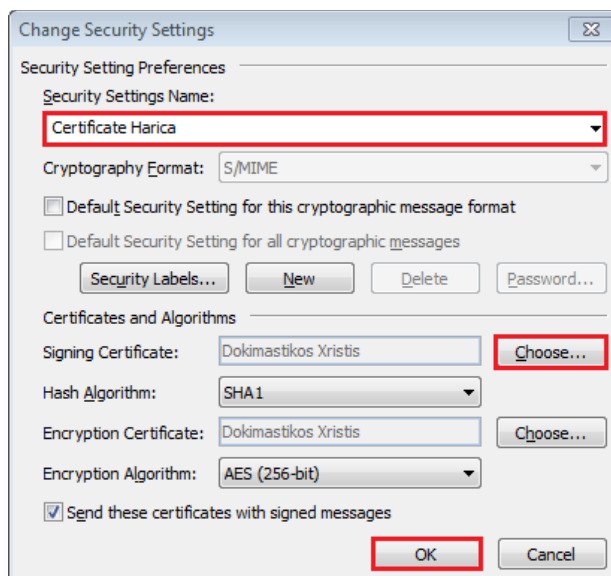 Change Security Settings
Security Setting Preferences
Security Settings Name:
Certificate Harica
Cryptography Format: S/MIME
Default Security Setting for this cryptographic message format
Default Security Setting for all cryptographic messages
Security Labels... New Delete Password...
Certificates and Algorithms
Signing Certificate: Dokimastikos Xristis Choose...
Hash Algorithm: SHA1
Encryption Certificate: Dokimastikos Xristis Choose...
Encryption Algorithm: AES (256-bit)
Send these certificates with signed messages
OK Cancel